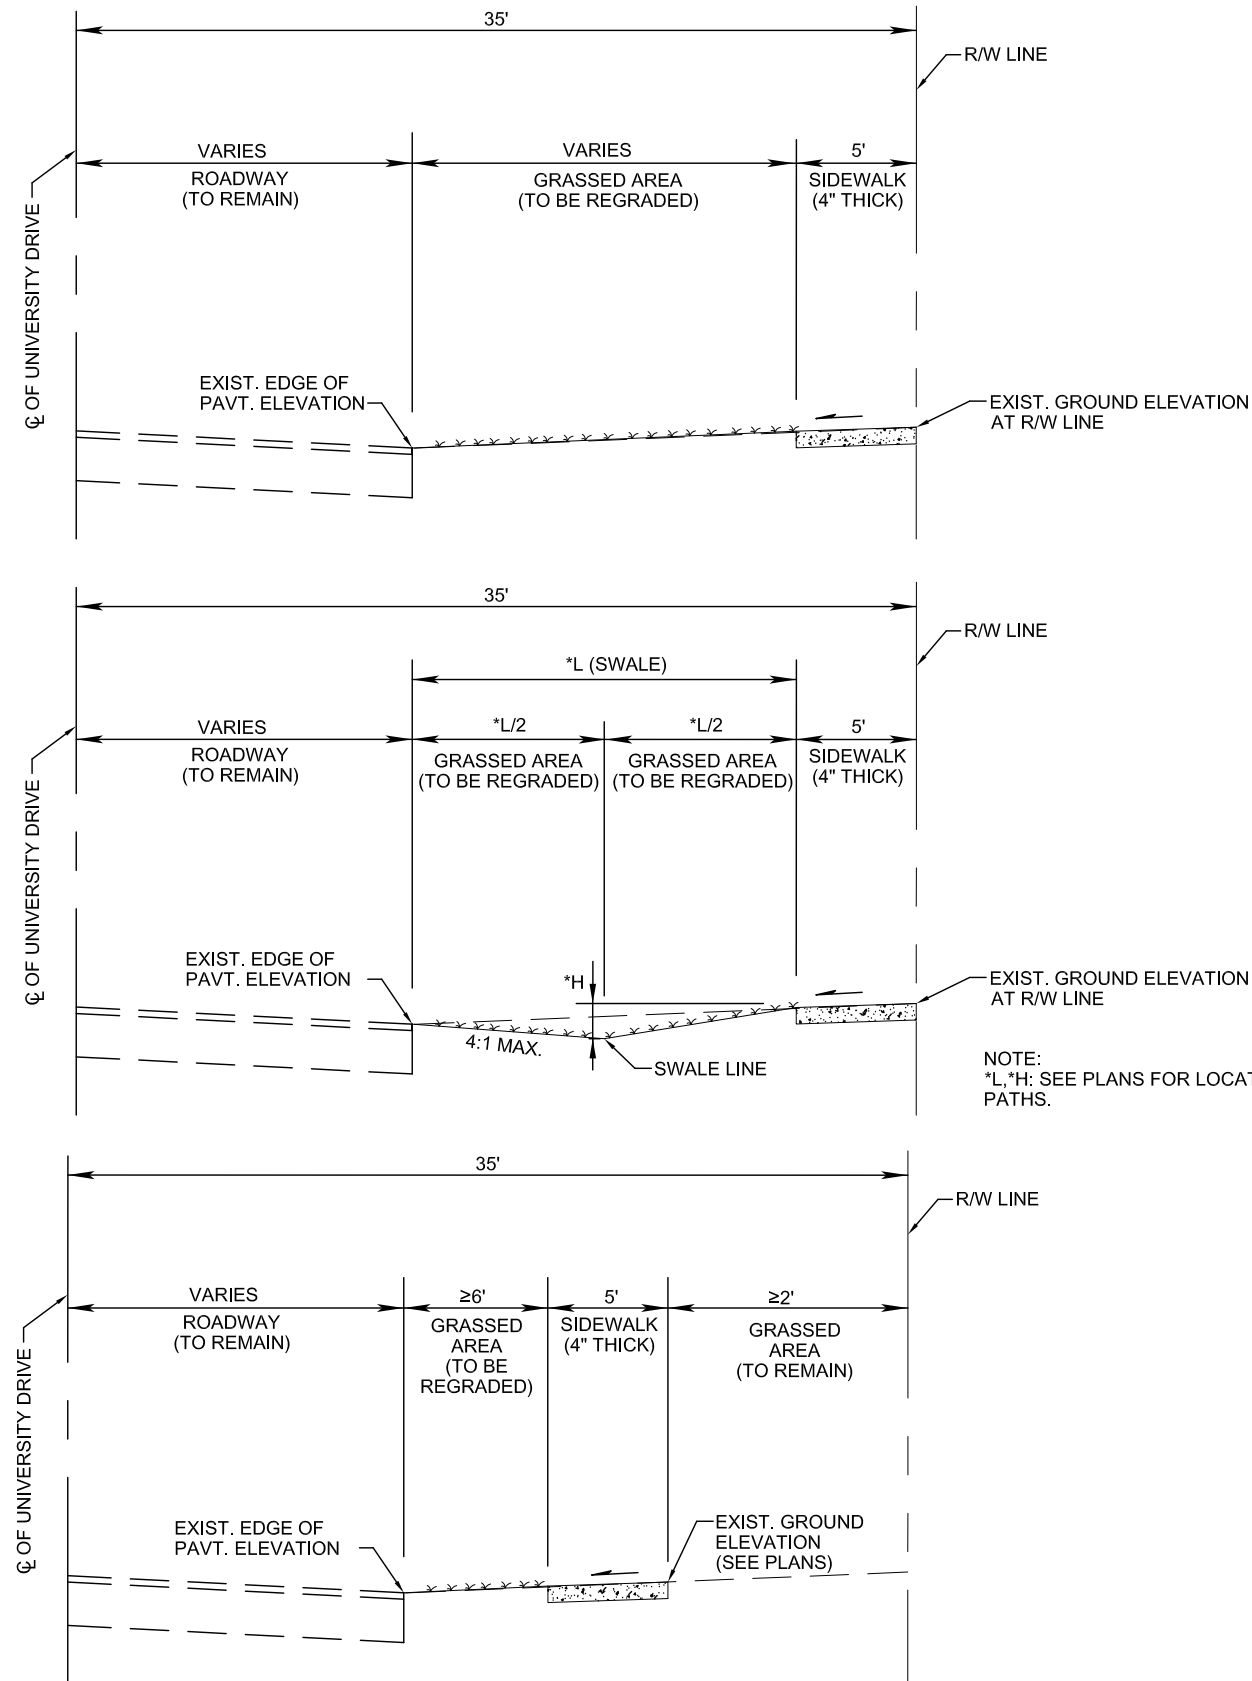 35'
R/W LINE
VARIES
ROADWAY
(TO REMAIN)
VARIES
GRASSED AREA
(TO BE REGRADED)
5'
SIDEWALK
(4" THICK)
℄ OF UNIVERSITY DRIVE
EXIST. EDGE OF
PAVT. ELEVATION
EXIST. GROUND ELEVATION
AT R/W LINE
35'
R/W LINE
*L (SWALE)
VARIES
ROADWAY
(TO REMAIN)
*L/2
GRASSED AREA
(TO BE REGRADED)
*L/2
GRASSED AREA
(TO BE REGRADED)
5'
SIDEWALK
(4" THICK)
℄ OF UNIVERSITY DRIVE
EXIST. EDGE OF
PAVT. ELEVATION
*H
4:1 MAX.
SWALE LINE
EXIST. GROUND ELEVATION
AT R/W LINE
NOTE:
*L,*H: SEE PLANS FOR
PATHS.
35'
R/W LINE
VARIES
ROADWAY
(TO REMAIN)
≥6'
GRASSED
AREA
(TO BE
REGRADED)
5'
SIDEWALK
(4" THICK)
≥2'
GRASSED
AREA
(TO REMAIN)
℄ OF UNIVERSITY DRIVE
EXIST. EDGE OF
PAVT. ELEVATION
EXIST. GROUND
ELEVATION
(SEE PLANS)